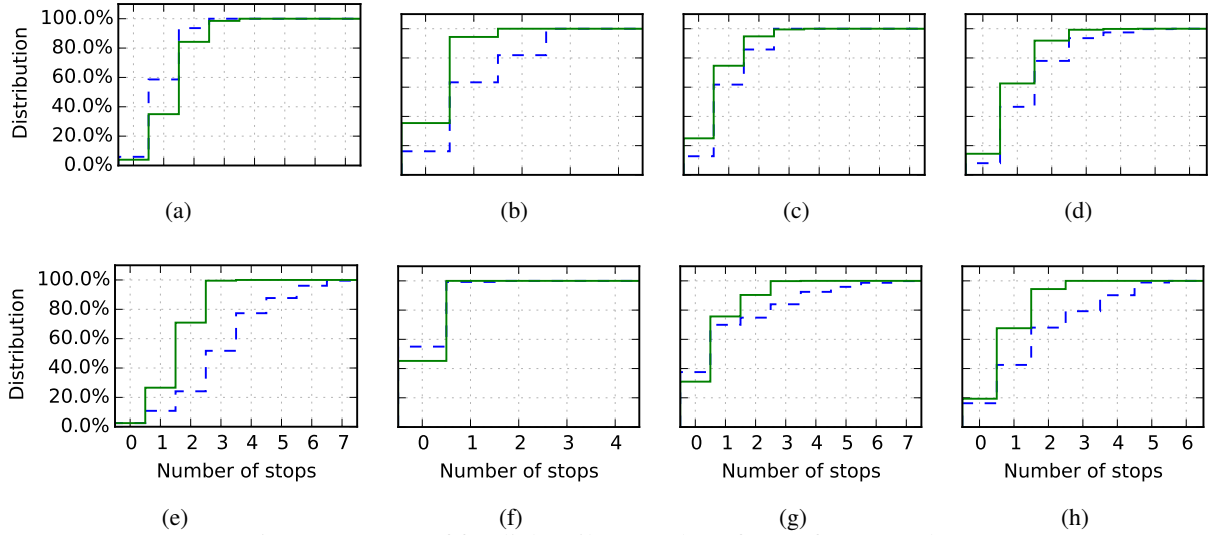 100.0%
80.0%
60.0%
40.0%
20.0%
0.0%
Distribution
(a)
(b)
(c)
(d)
100.0%
80.0%
60.0%
40.0%
20.0%
0.0%
Distribution
0 1 2 3 4 5 6 7
0 1 2 3 4
0 1 2 3 4 5 6 7
0 1 2 3 4 5 6
Number of stops
Number of stops
Number of stops
Number of stops
(e)
(f)
(g)
(h)